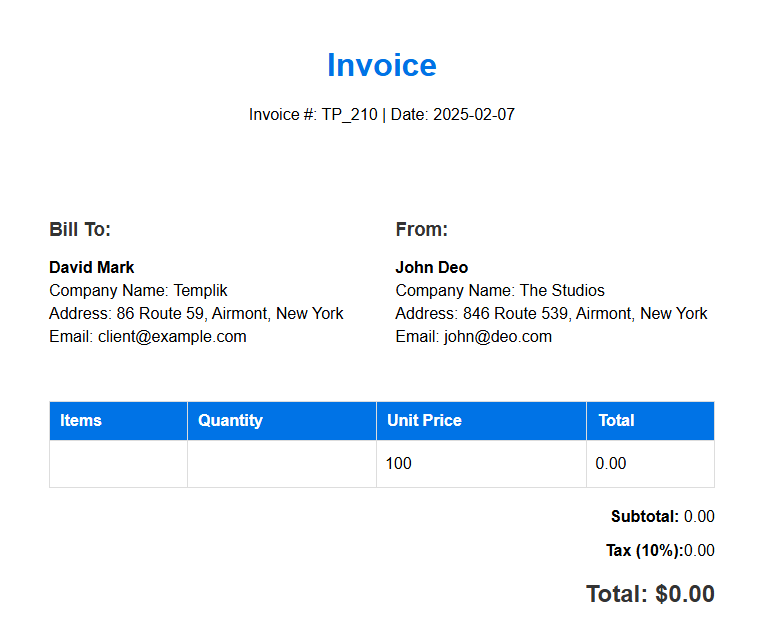 Invoice
Invoice #: TP_210 | Date: 2025-02-07
Bill To:
David Mark
Company Name: Templik
Address: 86 Route 59, Airmont, New York
Email: client@example.com
From:
John Deo
Company Name: The Studios
Address: 846 Route 539, Airmont, New York
Email: john@deo.com
Items Quantity Unit Price Total
100 0.00
Subtotal: 0.00
Tax (10%):0.00
Total: $0.00